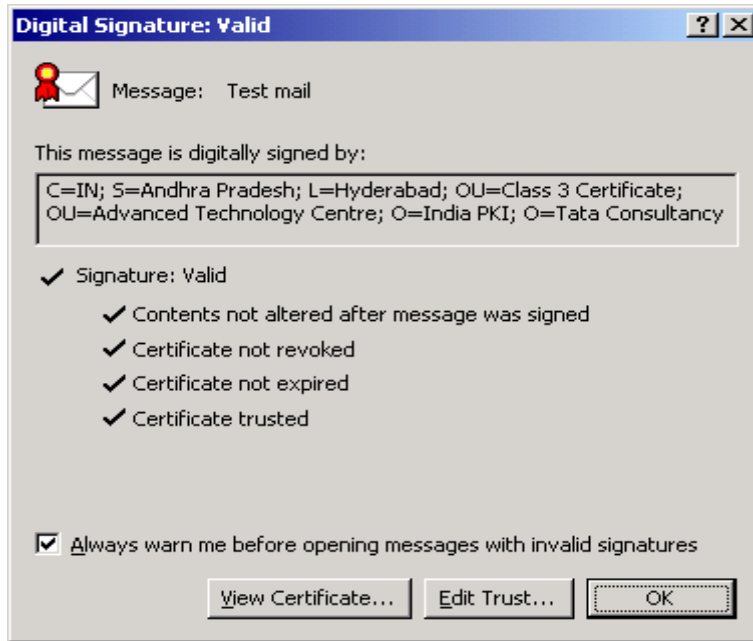 Digital Signature: Valid
Message: Test mail
This message is digitally signed by:
C=IN; S=Andhra Pradesh; L=Hyderabad; OU=Class 3 Certificate;
OU=Advanced Technology Centre; O=India PKI; O=Tata Consultancy
Signature: Valid
Contents not altered after message was signed
Certificate not revoked
Certificate not expired
Certificate trusted
Always warn me before opening messages with invalid signatures
View Certificate... Edit Trust... OK